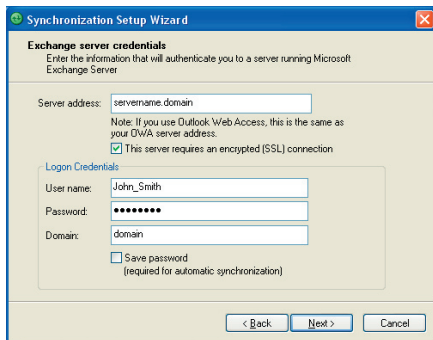 Synchronization Setup Wizard
Exchange server credentials
Enter the information that will authenticate you to a server running Microsoft
Exchange Server
Server address: servername.domain
Note: If you use Outlook Web Access, this is the same as
your OWA server address.
This server requires an encrypted (SSL) connection
Logon Credentials
User name: John_Smith
Password: ●●●●●●●●
Domain: domain
Save password
(required for automatic synchronization)
< Back Next > Cancel